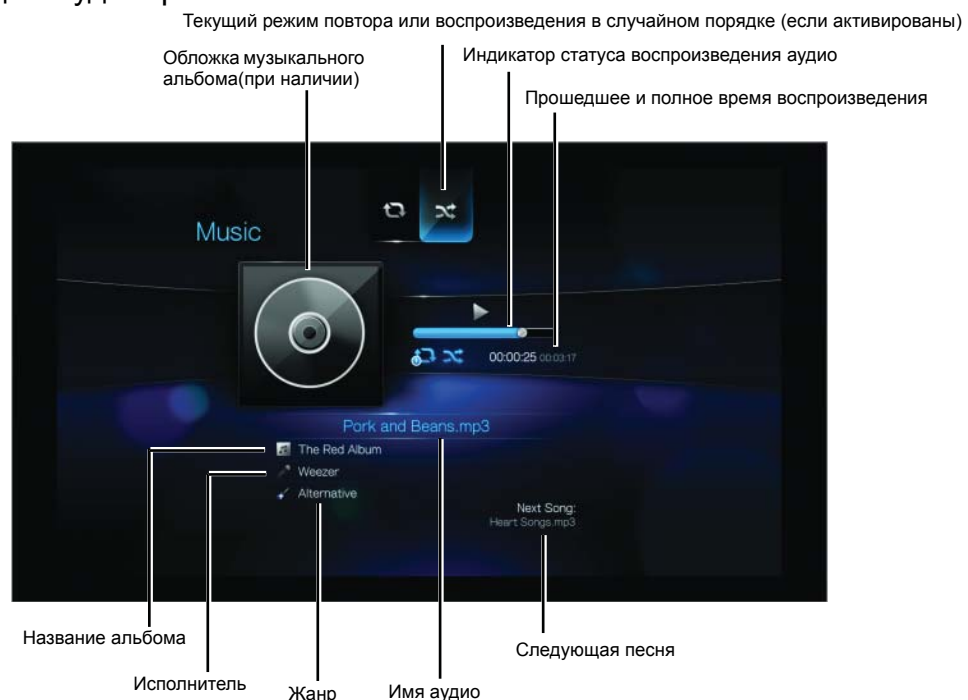 Текущий режим повтора или воспроизведения в случайном порядке (если активированы)
Обложка музыкального
альбома(при наличии)
Индикатор статуса воспроизведения аудио
Прошедшее и полное время воспроизведения
Music
00:00:25 00:03:17
Pork and Beans.mp3
The Red Album
Weezer
Alternative
Next Song:
Heart Songs.mp3
Название альбома
Следующая песня
Исполнитель
Жанр
Имя аудио